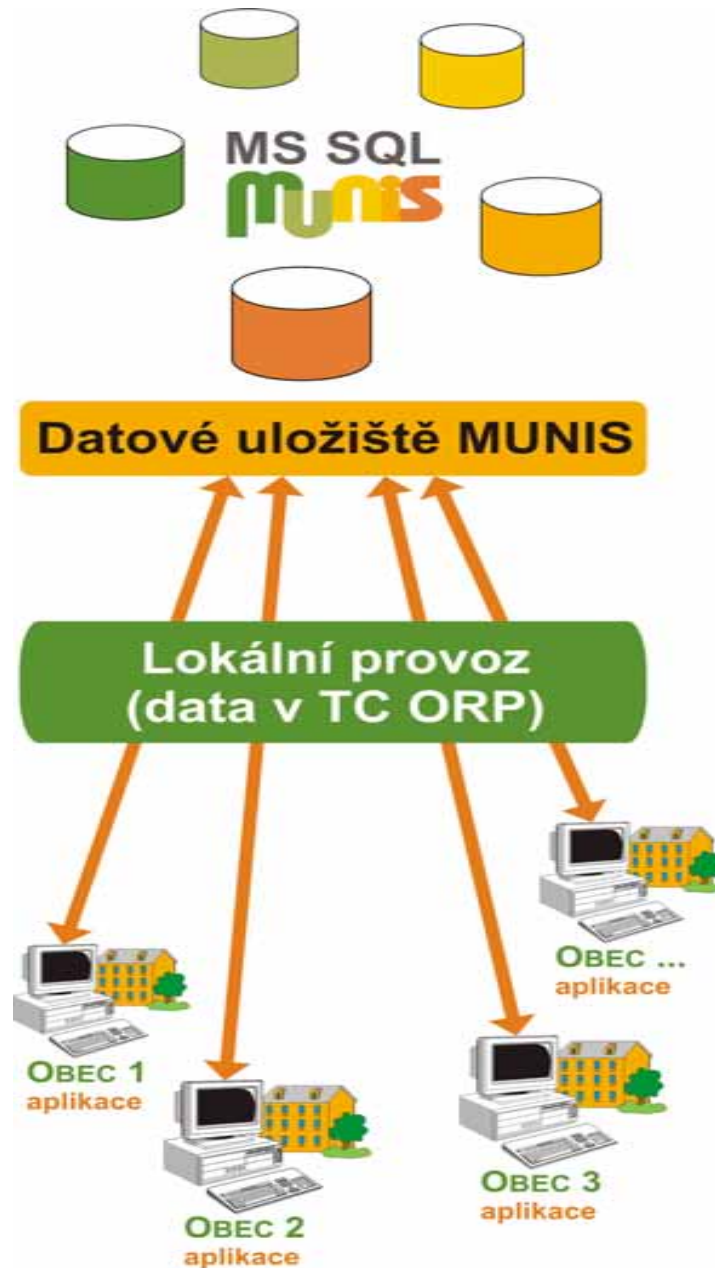 MS SQL
MUNIS
Datové uložiště MUNIS
Lokální provoz
(data v TC ORP)
OBEC ...
aplikace
OBEC 1
aplikace
OBEC 3
aplikace
OBEC 2
aplikace